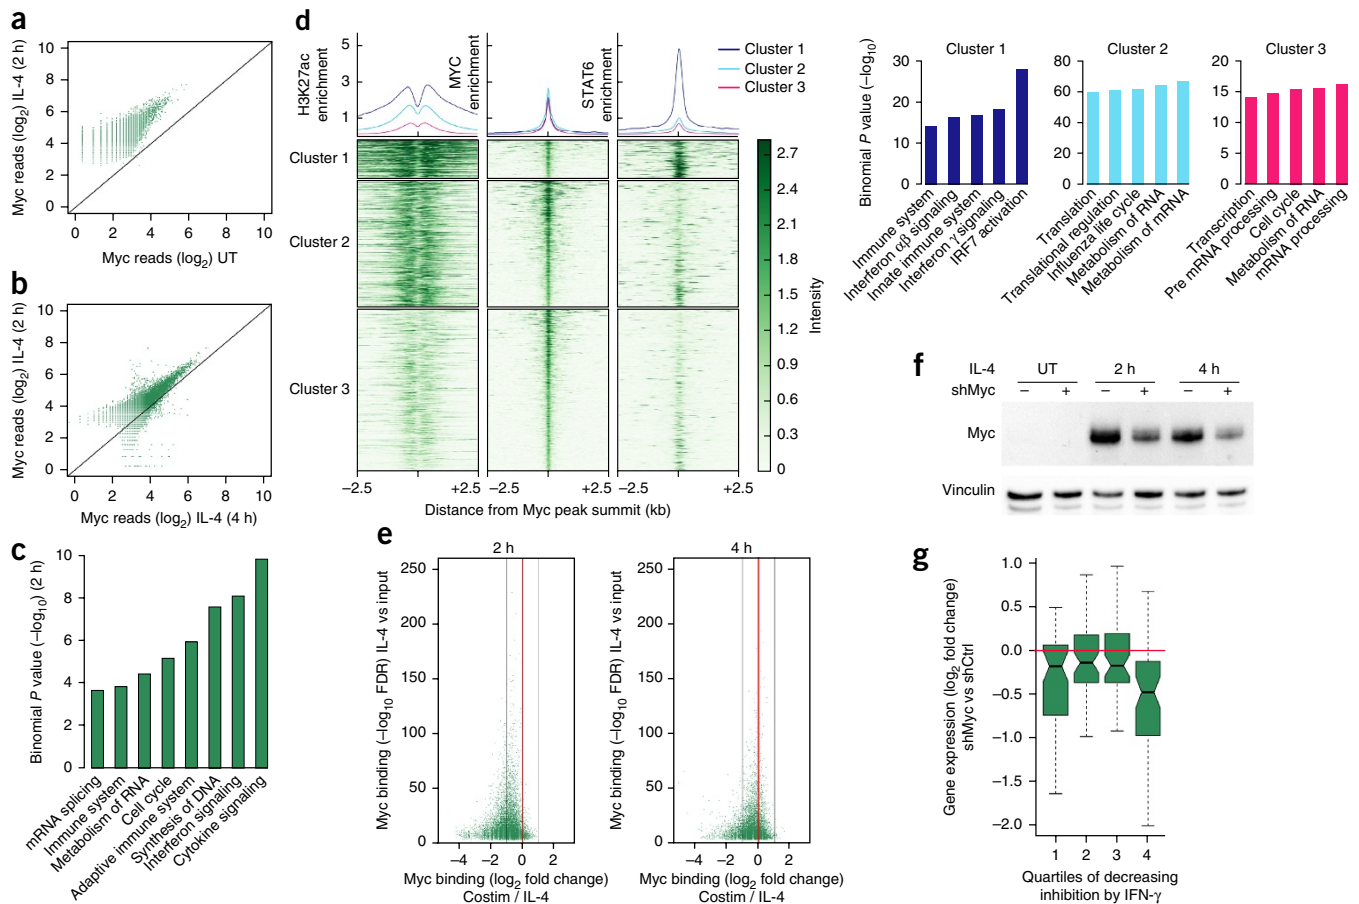 a
Myc reads (log2) IL-4 (2 h)
10
8
6
4
2
0
0 2 4 6 8 10
Myc reads (log2) UT
b
Myc reads (log2) IL-4 (2 h)
10
8
6
4
2
0
0 2 4 6 8 10
Myc reads (log2) IL-4 (4 h)
c
Binomial P value (–log10) (2 h)
10
8
6
4
2
0
mRNA splicing
Immune system
Metabolism of RNA
Cell cycle
Adaptive immune system
Synthesis of DNA
Interferon signaling
Cytokine signaling
d
H3K27ac enrichment
5
3
1
MYC enrichment
STAT6 enrichment
Cluster 1
Cluster 2
Cluster 3
Cluster 1
Cluster 2
Cluster 3
–2.5 +2.5 –2.5 +2.5 –2.5 +2.5
Distance from Myc peak summit (kb)
2.7
2.4
2.1
1.8
1.5
1.2
0.9
0.6
0.3
0
Intensity
Binomial P value (–log10)
Cluster 1
30
20
10
0
Immune system
Interferon αβ signaling
Innate immune system
Interferon γ signaling
IRF7 activation
Cluster 2
80
60
40
20
0
Translation
Translational regulation
Influenza life cycle
Metabolism of RNA
Metabolism of mRNA
Cluster 3
20
15
10
5
0
Transcription
Pre mRNA processing
Cell cycle
Metabolism of RNA
mRNA processing
e
2 h
Myc binding (–log10 FDR) IL-4 vs input
250
200
150
100
50
0
–4 –2 0 2
Myc binding (log2 fold change)
Costim / IL-4
4 h
Myc binding (–log10 FDR) IL-4 vs input
250
200
150
100
50
0
–4 –2 0 2
Myc binding (log2 fold change)
Costim / IL-4
f
IL-4 UT 2 h 4 h
shMyc – + – + – +
Myc
Vinculin
g
Gene expression (log2 fold change)
shMyc vs shCtrl
1.0
0.5
0.0
–0.5
–1.0
–1.5
–2.0
1 2 3 4
Quartiles of decreasing
inhibition by IFN-γ